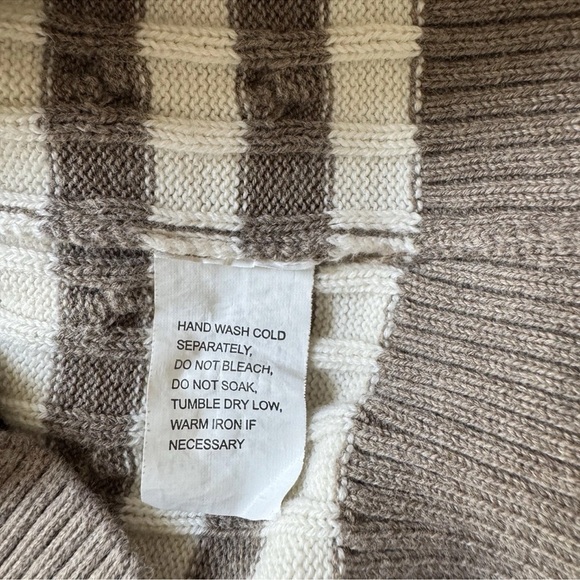 HAND WASH COLD
SEPARATELY,
DO NOT BLEACH,
DO NOT SOAK,
TUMBLE DRY LOW,
WARM IRON IF
NECESSARY